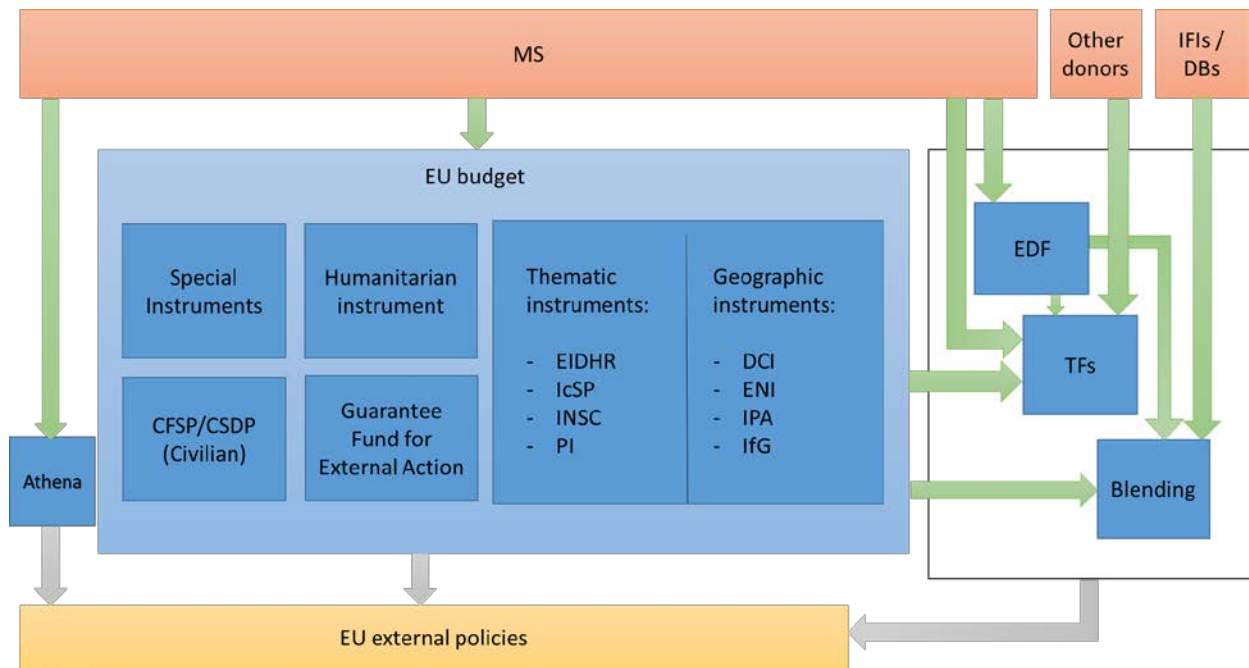 MS
Other
donors
IFIs /
DBs
EU budget
Special
Instruments
Humanitarian
instrument
Thematic
instruments:
- EIDHR
- IcSP
- INSC
- PI
Geographic
instruments:
- DCI
- ENI
- IPA
- IfG
CFSP/CSDP
(Civilian)
Guarantee
Fund for
External Action
EDF
TFs
Blending
Athena
EU external policies